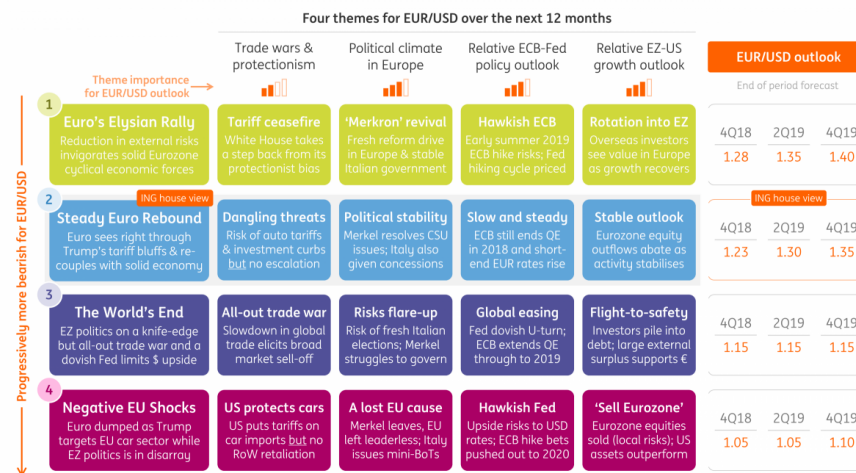 Four themes for EUR/USD over the next 12 months
Trade wars &
protectionism
Political climate
in Europe
Relative ECB-Fed
policy outlook
Relative EZ-US
growth outlook
EUR/USD outlook
Theme importance
for EUR/USD outlook
End of period forecast
Progressively more bearish for EUR/USD
1
Euro's Elysian Rally
Reduction in external risks
invigorates solid Eurozone
cyclical economic forces
Tariff ceasefire
White House takes
a step back from its
protectionist bias
'Merkron' revival
Fresh reform drive
in Europe & stable
Italian government
Hawkish ECB
Early summer 2019
ECB hike risks; Fed
hiking cycle priced
Rotation into EZ
Overseas investors
see value in Europe
as growth recovers
4Q18 2Q19 4Q19
1.28 1.35 1.40
2
ING house view
Steady Euro Rebound
Euro sees right through
Trump's tariff bluffs & re-
couples with solid economy
Dangling threats
Risk of auto tariffs
& investment curbs
but no escalation
Political stability
Merkel resolves CSU
issues; Italy also
given concessions
Slow and steady
ECB still ends QE
in 2018 and short-
end EUR rates rise
Stable outlook
Eurozone equity
outflows abate as
activity stabilises
ING house view
4Q18 2Q19 4Q19
1.23 1.30 1.35
3
The World's End
EZ politics on a knife-edge
but all-out trade war and a
dovish Fed limits $ upside
All-out trade war
Slowdown in global
trade elicits broad
market sell-off
Risks flare-up
Risk of fresh Italian
elections; Merkel
struggles to govern
Global easing
Fed dovish U-turn;
ECB extends QE
through to 2019
Flight-to-safety
Investors pile into
debt; large external
surplus supports €
4Q18 2Q19 4Q19
1.15 1.15 1.15
4
Negative EU Shocks
Euro dumped as Trump
targets EU car sector while
EZ politics is in disarray
US protects cars
US puts tariffs on
car imports but no
RoW retaliation
A lost EU cause
Merkel leaves, EU
left leaderless; Italy
issues mini-BoTs
Hawkish Fed
Upside risks to USD
rates; ECB hike bets
pushed out to 2020
'Sell Eurozone'
Eurozone equities
sold (local risks); US
assets outperform
4Q18 2Q19 4Q19
1.05 1.05 1.10